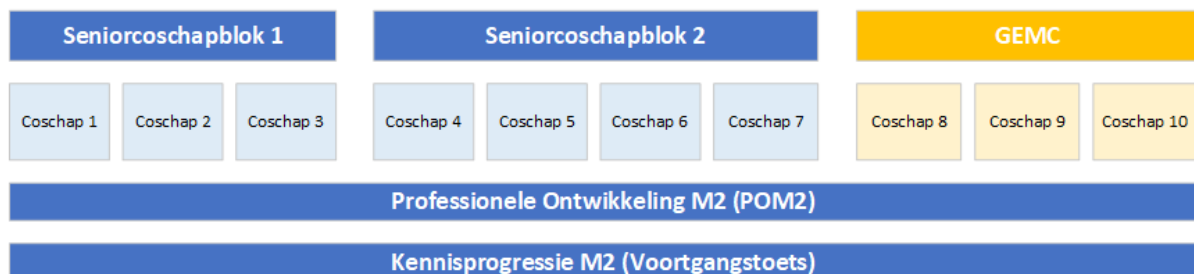 Seniorcoschapblok 1
Seniorcoschapblok 2
GEMC
Coschap 1
Coschap 2
Coschap 3
Coschap 4
Coschap 5
Coschap 6
Coschap 7
Coschap 8
Coschap 9
Coschap 10
Professionele Ontwikkeling M2 (POM2)
Kennisprogressie M2 (Voortgangstoets)